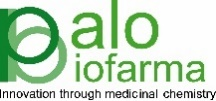 palo
biofarma
Innovation through medicinal chemistry